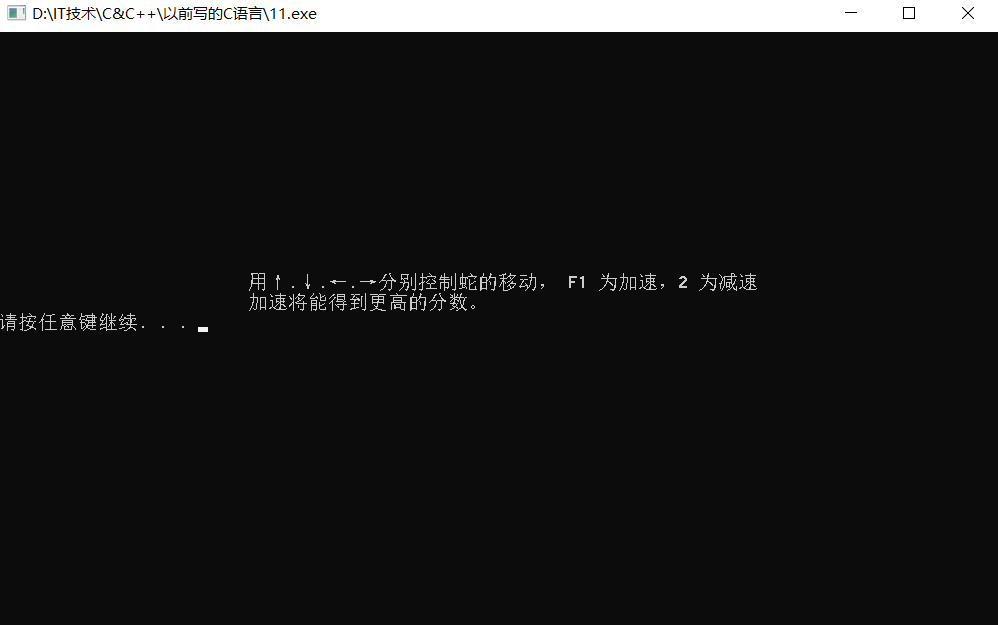 D:\IT技术\C&C++\以前写的C语言\11.exe
用↑.↓.←.→分别控制蛇的移动， F1 为加速，2 为减速
加速将能得到更高的分数。
请按任意键继续. . .